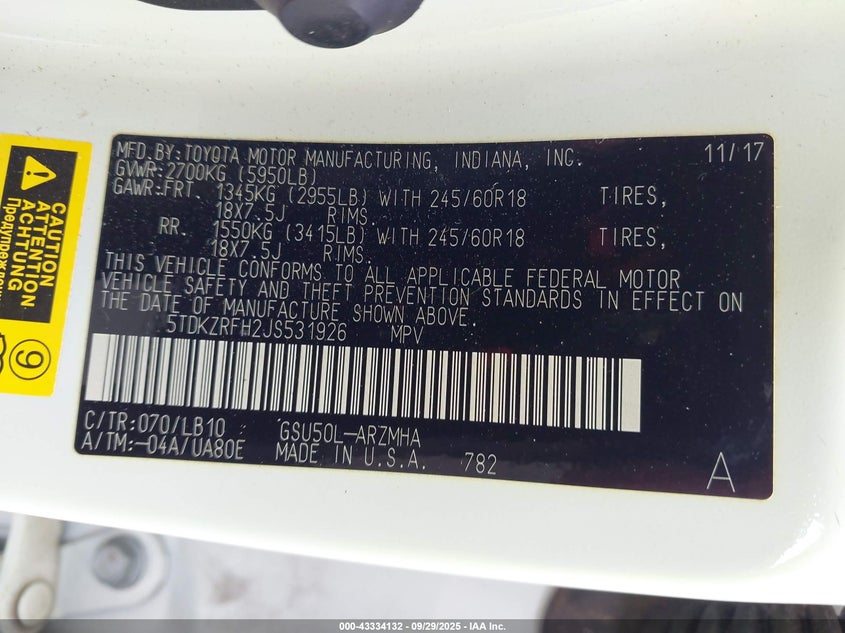 MFD.BY:TOYOTA MOTOR MANUFACTURING, INDIANA, INC. 11/17
GVWR:2700KG (5950LB)
GAWR:FRT. 1345KG (2955LB) WITH 245/60R18 TIRES,
18X7.5J RIMS.
RR. 1550KG (3415LB) WITH 245/60R18 TIRES,
18X7.5J RIMS.
THIS VEHICLE CONFORMS TO ALL APPLICABLE FEDERAL MOTOR
VEHICLE SAFETY AND THEFT PREVENTION STANDARDS IN EFFECT ON
THE DATE OF MANUFACTURE SHOWN ABOVE.
5TDKZRFH2JS531926 MPV
C/TR:070/LB10 GSU50L-ARZMHA
A/TM:-04A/UA80E MADE IN U.S.A. 782 A
CAUTION
ATTENTION
ACHTUNG
9
000-43334132 - 09/29/2025 - IAA Inc.